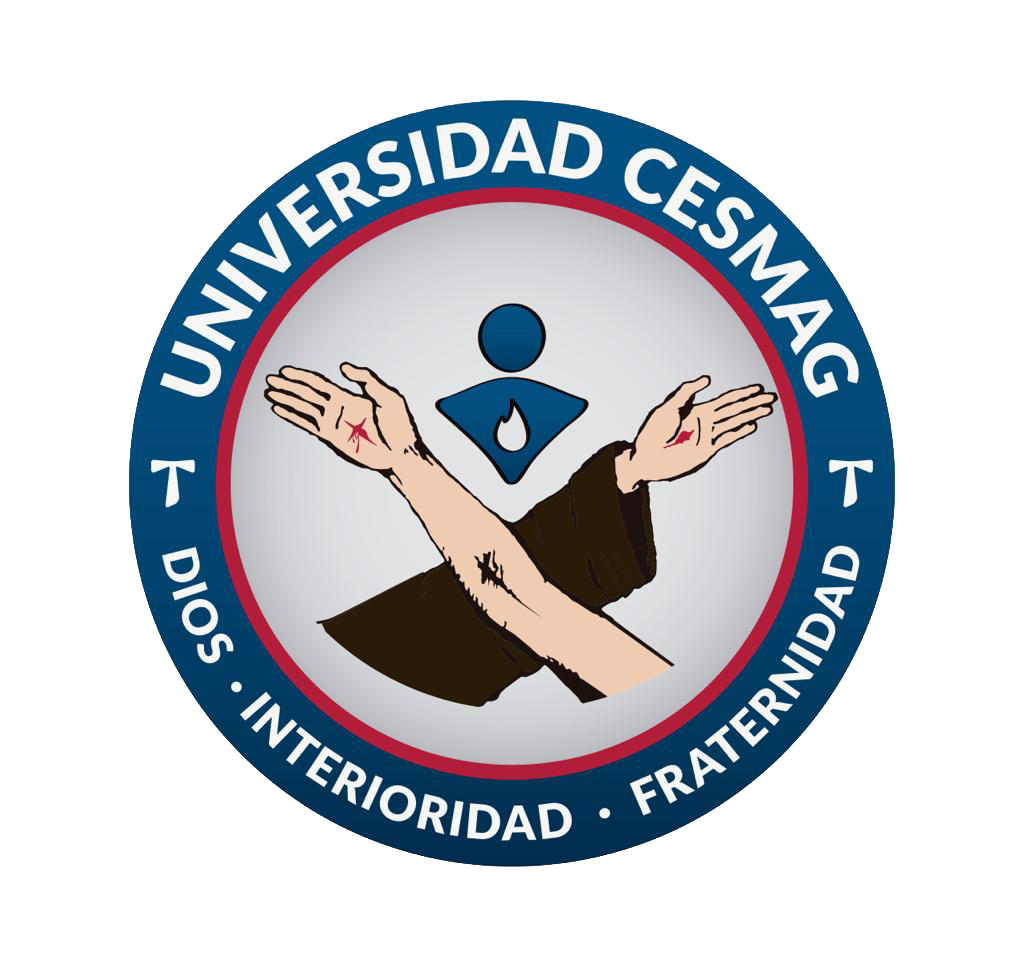 UNIVERSIDAD CESMAG
DIOS · INTERIORIDAD · FRATERNIDAD